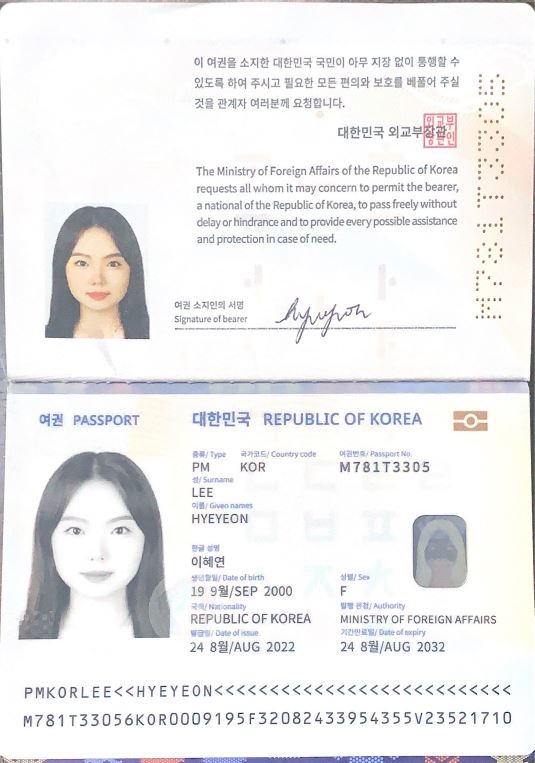 이 여권을 소지한 대한민국 국민이 아무 지장 없이 통행할 수
있도록 하여 주시고 필요한 모든 편의와 보호를 베풀어 주실
것을 관계자 여러분께 요청합니다.
대한민국 외교부장관
The Ministry of Foreign Affairs of the Republic of Korea
requests all whom it may concern to permit the bearer,
a national of the Republic of Korea, to pass freely without
delay or hindrance and to provide every possible assistance
and protection in case of need.
여권 소지인의 서명
Signature of bearer
M781T3305
여권 PASSPORT
대한민국 REPUBLIC OF KOREA
종류/ Type 국가코드/ Country code 여권번호/ Passport No.
PM KOR M781T3305
성/ Surname
LEE
이름/ Given names
HYEYEON
한글 성명
이혜연
생년월일/ Date of birth 성별/ Sex
19 9월/SEP 2000 F
국적/ Nationality 발행 관청/ Authority
REPUBLIC OF KOREA MINISTRY OF FOREIGN AFFAIRS
발급일/ Date of issue 기간만료일/ Date of expiry
24 8월/AUG 2022 24 8월/AUG 2032
PMKORLEE<<HYEYEON<<<<<<<<<<<<<<<<<<<<<<<<<<<
M781T33056KOR0009195F32082433954355V23521710